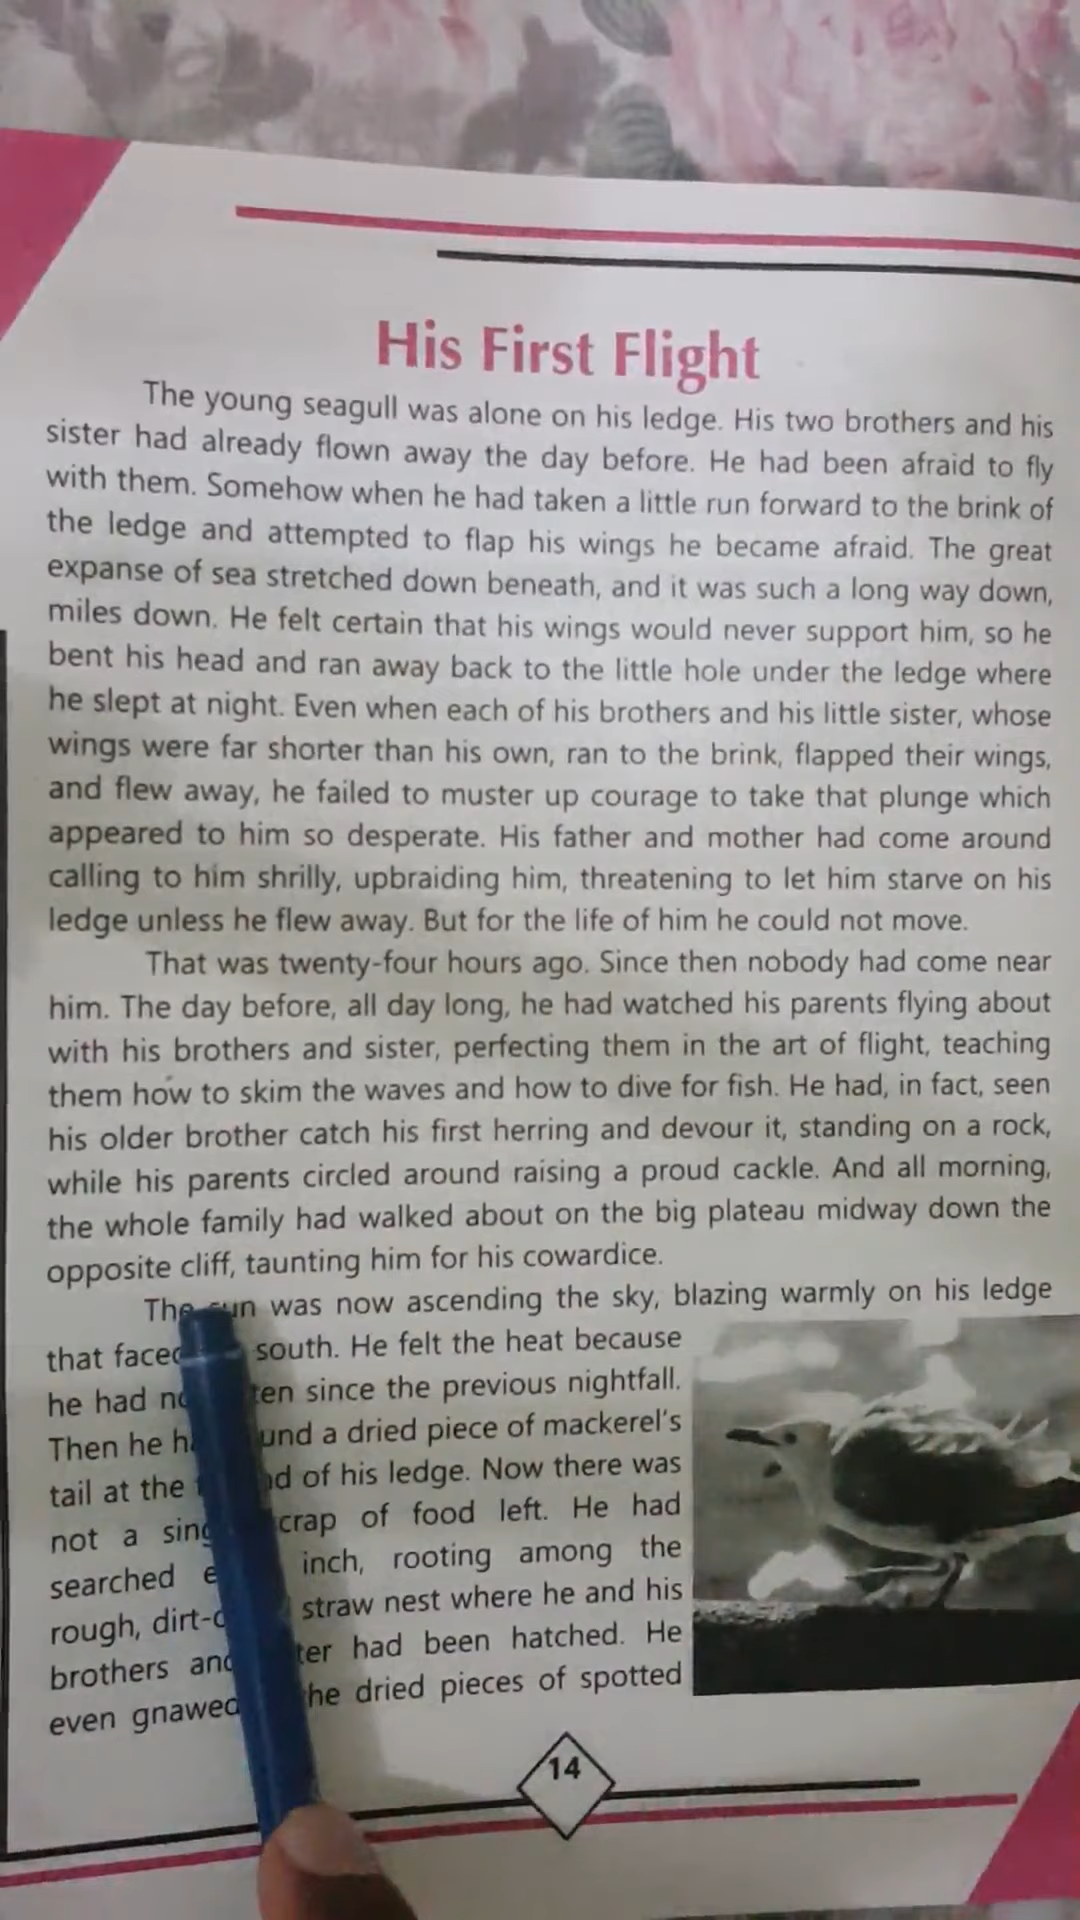 His First Flight
The young seagull was alone on his ledge. His two brothers and his
sister had already flown away the day before. He had been afraid to fly
with them. Somehow when he had taken a little run forward to the brink of
the ledge and attempted to flap his wings he became afraid. The great
expanse of sea stretched down beneath, and it was such a long way down,
miles down. He felt certain that his wings would never support him, so he
bent his head and ran away back to the little hole under the ledge where
he slept at night. Even when each of his brothers and his little sister, whose
wings were far shorter than his own, ran to the brink, flapped their wings,
and flew away, he failed to muster up courage to take that plunge which
appeared to him so desperate. His father and mother had come around
calling to him shrilly, upbraiding him, threatening to let him starve on his
ledge unless he flew away. But for the life of him he could not move.
That was twenty-four hours ago. Since then nobody had come near
him. The day before, all day long, he had watched his parents flying about
with his brothers and sister, perfecting them in the art of flight, teaching
them how to skim the waves and how to dive for fish. He had, in fact, seen
his older brother catch his first herring and devour it, standing on a rock,
while his parents circled around raising a proud cackle. And all morning,
the whole family had walked about on the big plateau midway down the
opposite cliff, taunting him for his cowardice.
The sun was now ascending the sky, blazing warmly on his ledge
that faced south. He felt the heat because
he had since the previous nightfall.
Then he a dried piece of mackerel's
tail at the of his ledge. Now there was
not a scrap of food left. He had
searched inch, rooting among the
rough, straw nest where he and his
brothers and had been hatched. He
even gnawed the dried pieces of spotted
14